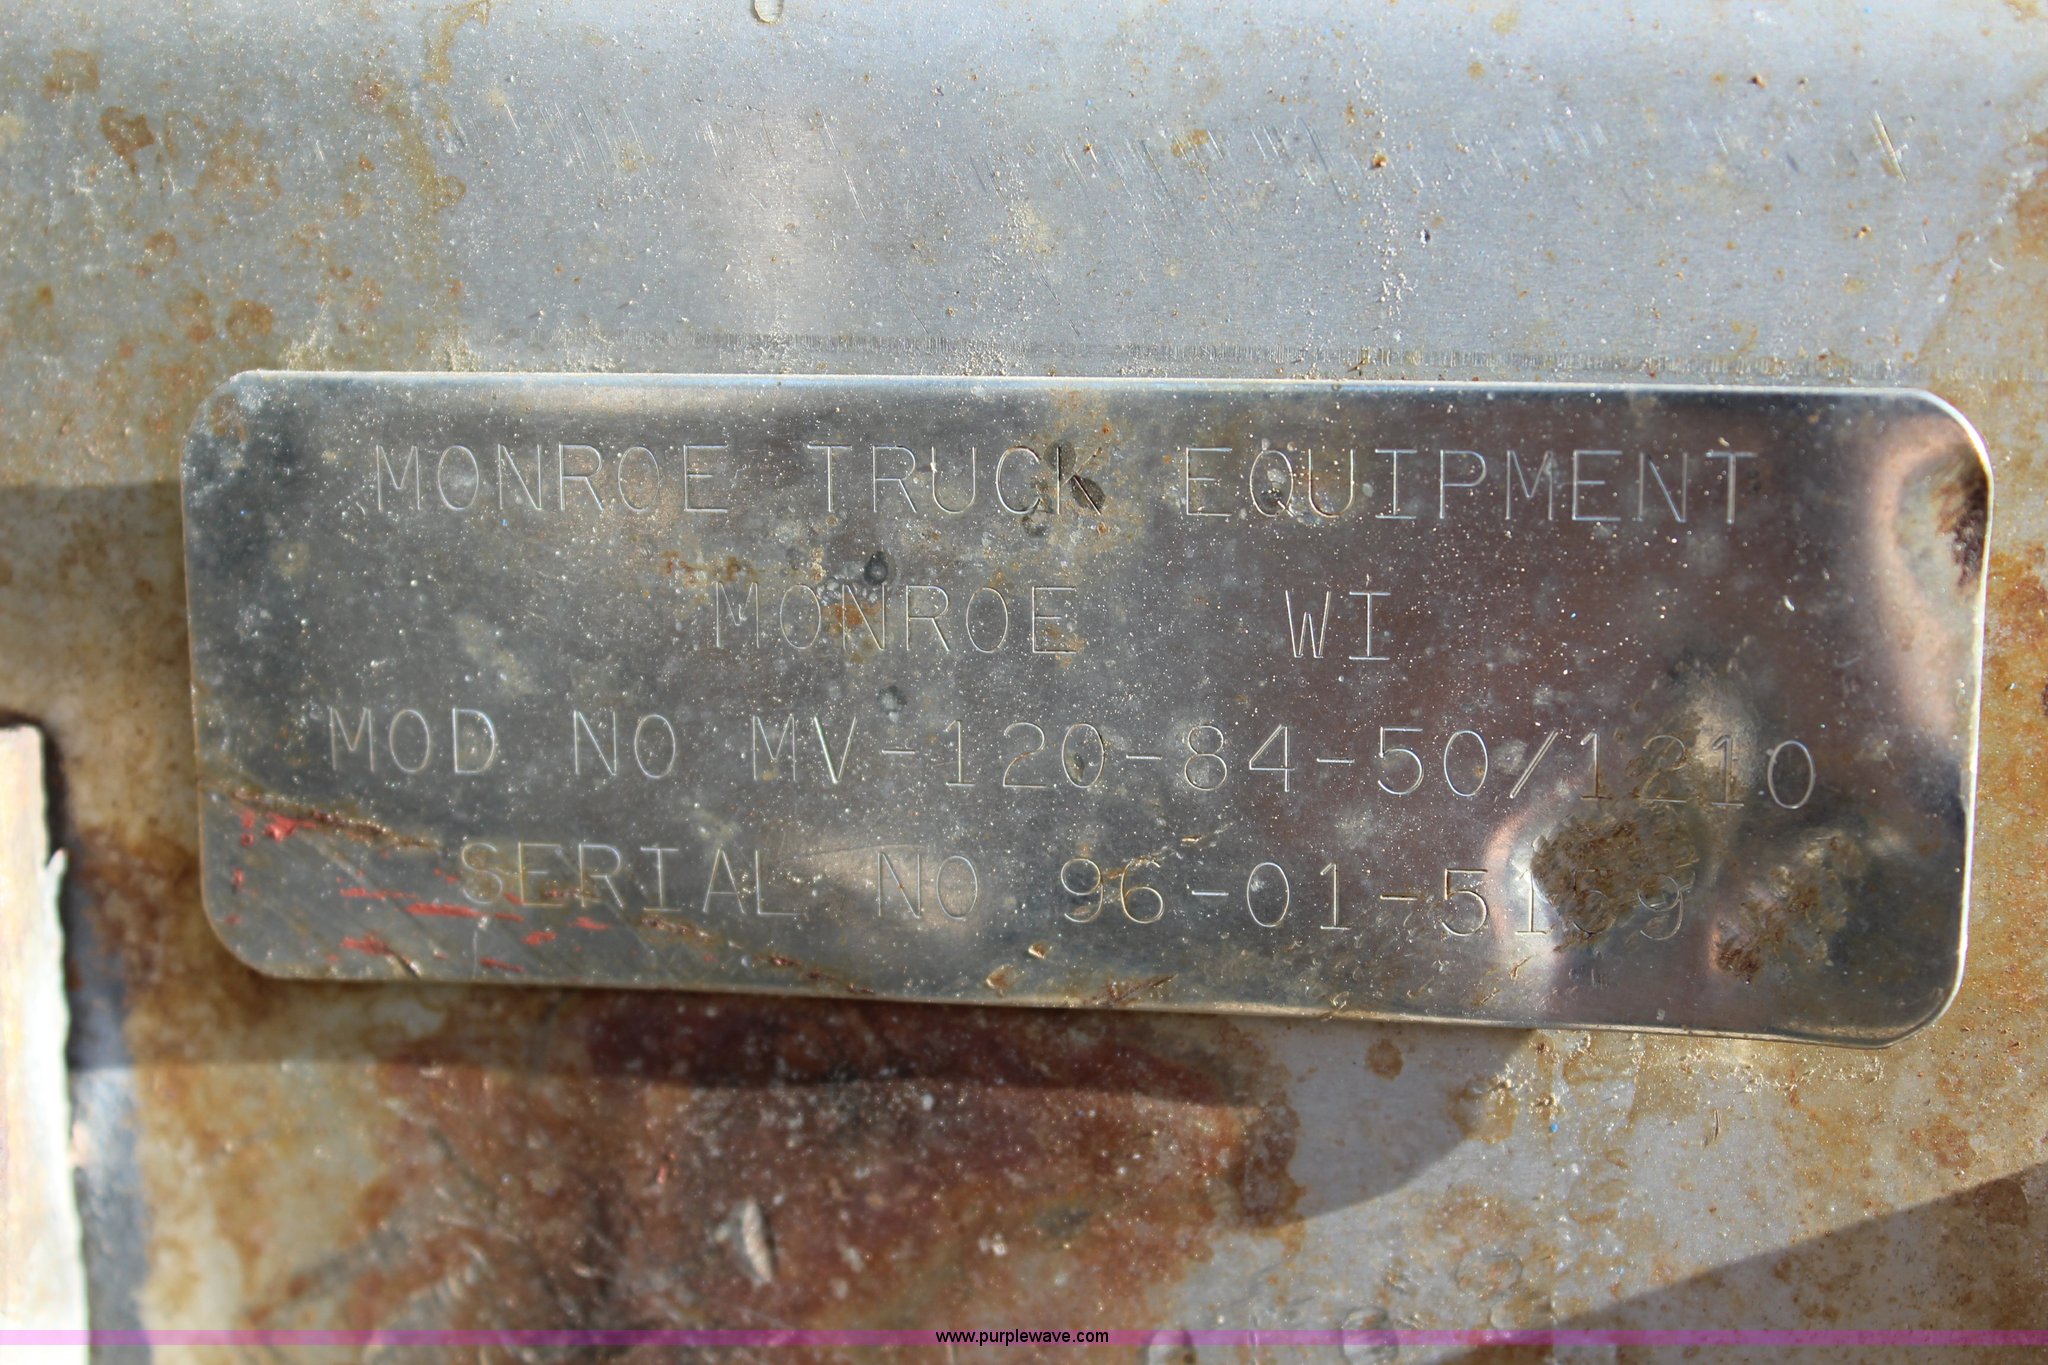 MONROE TRUCK EQUIPMENT
MONROE WI
MOD NO MV-120-84-50/1210
SERIAL NO
www.purplewave.com